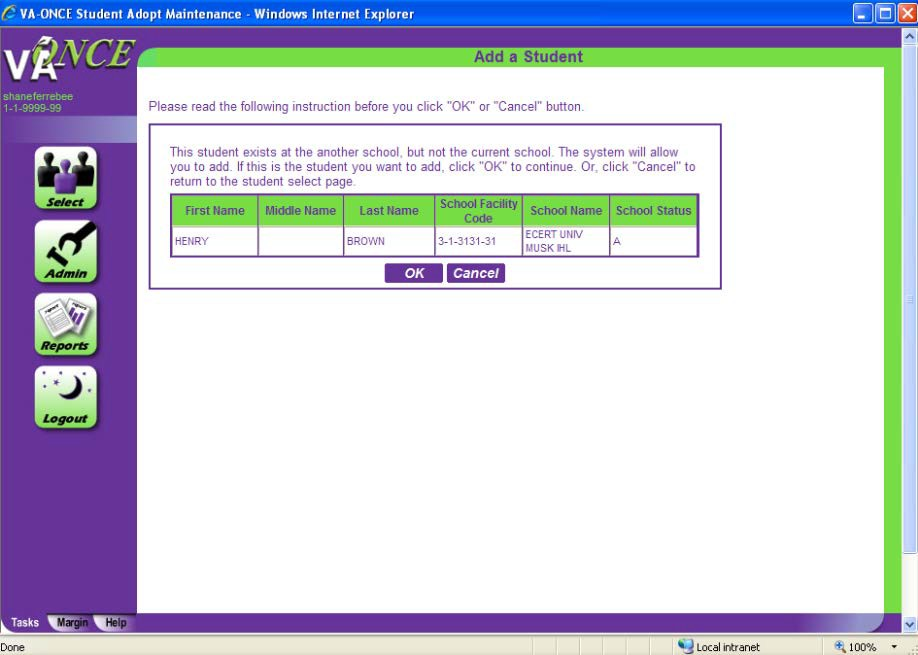 VA-ONCE Student Adopt Maintenance - Windows Internet Explorer
VA ONCE
shaneferrebee
1-1-9999-99
Select
Admin
Reports
Logout
Tasks Margin Help
Add a Student
Please read the following instruction before you click "OK" or "Cancel" button.
This student exists at the another school, but not the current school. The system will allow
you to add. If this is the student you want to add, click "OK" to continue. Or, click "Cancel" to
return to the student select page.
First Name Middle Name Last Name School Facility Code School Name School Status
HENRY BROWN 3-1-3131-31 ECERT UNIV MUSK IHL A
OK Cancel
Done Local intranet 100%